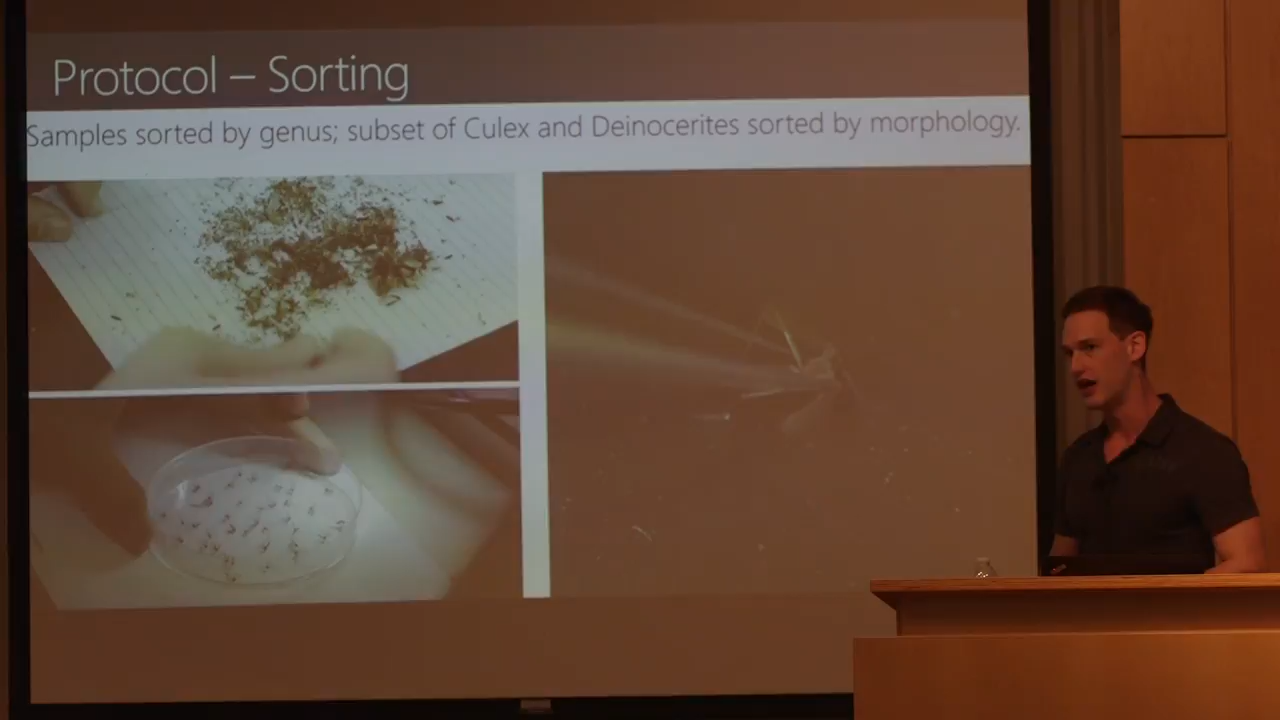 Protocol – Sorting
Samples sorted by genus; subset of Culex and Deinocerites sorted by morphology.